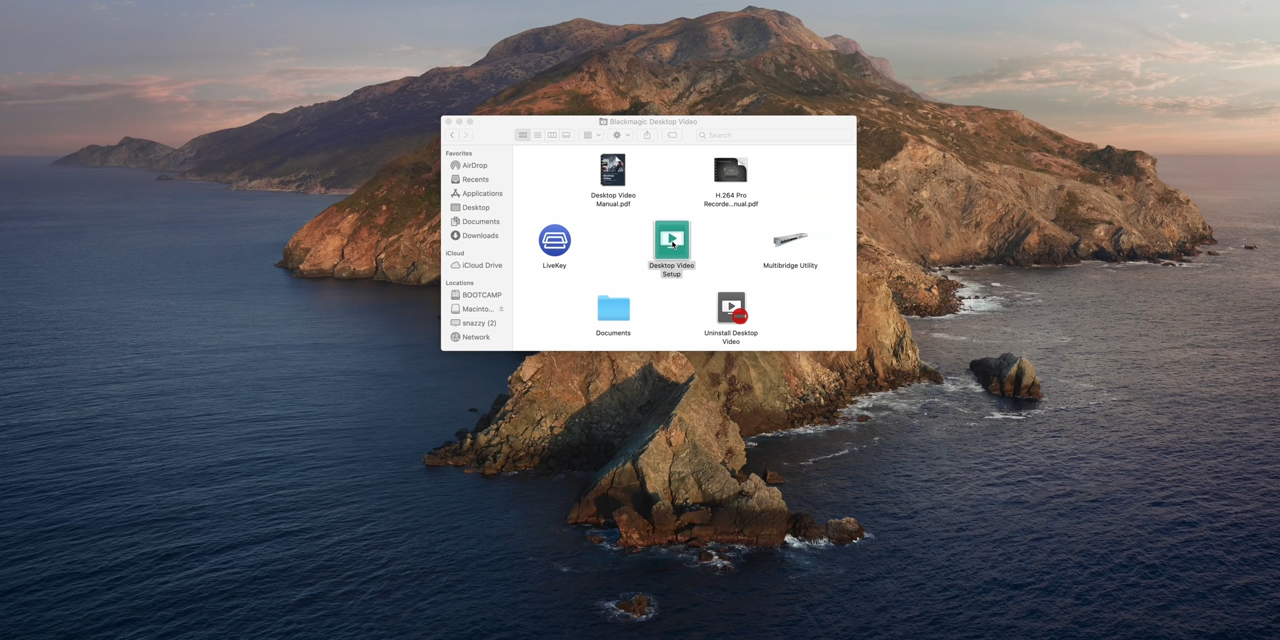 Blackmagic Desktop Video
Search
Favorites
AirDrop
Recents
Applications
Desktop
Documents
Downloads
iCloud
iCloud Drive
Locations
BOOTCAMP
Macinto...
snazzy (2)
Network
Desktop Video
Manual.pdf
H.264 Pro
Recorde...nual.pdf
LiveKey
Desktop Video
Setup
Multibridge Utility
Documents
Uninstall Desktop
Video